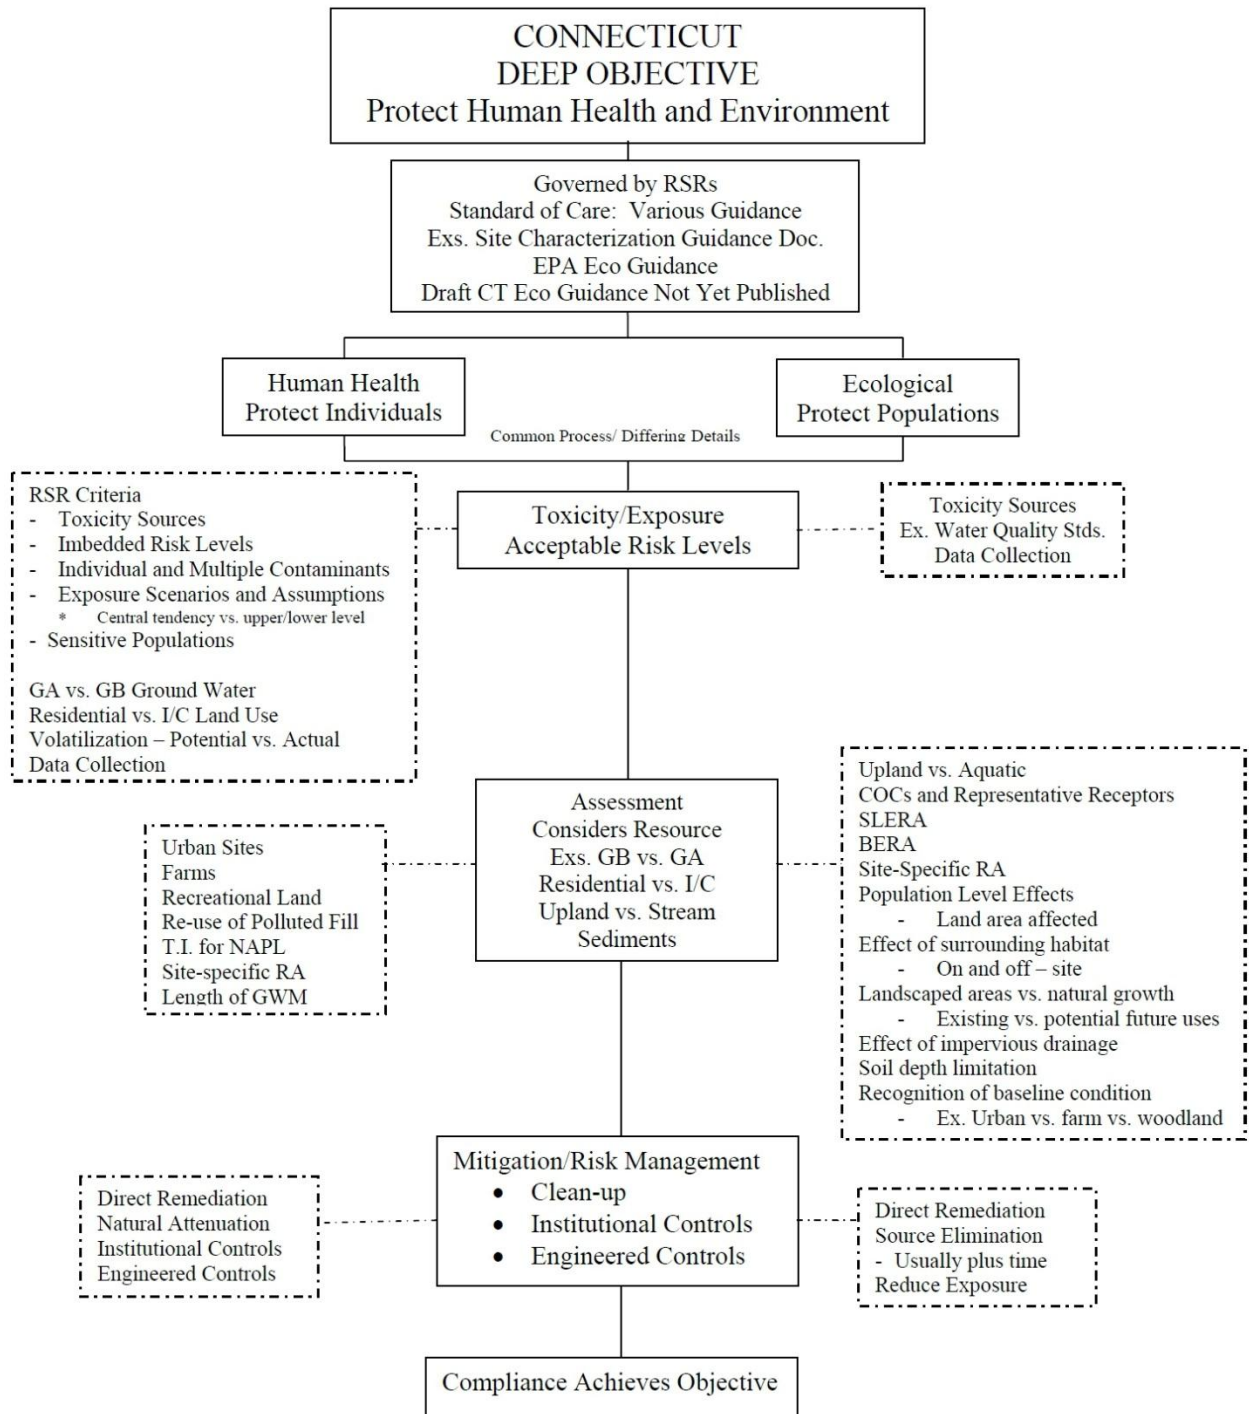 CONNECTICUT
DEEP OBJECTIVE
Protect Human Health and Environment
Governed by RSRs
Standard of Care: Various Guidance
Exs. Site Characterization Guidance Doc.
EPA Eco Guidance
Draft CT Eco Guidance Not Yet Published
Human Health
Protect Individuals
Ecological
Protect Populations
Common Process/ Differing Details
RSR Criteria
- Toxicity Sources
- Imbedded Risk Levels
- Individual and Multiple Contaminants
- Exposure Scenarios and Assumptions
* Central tendency vs. upper/lower level
- Sensitive Populations
GA vs. GB Ground Water
Residential vs. I/C Land Use
Volatilization – Potential vs. Actual
Data Collection
Toxicity/Exposure
Acceptable Risk Levels
Toxicity Sources
Ex. Water Quality Stds.
Data Collection
Urban Sites
Farms
Recreational Land
Re-use of Polluted Fill
T.I. for NAPL
Site-specific RA
Length of GWM
Assessment
Considers Resource
Exs. GB vs. GA
Residential vs. I/C
Upland vs. Stream
Sediments
Upland vs. Aquatic
COCs and Representative Receptors
SLERA
BERA
Site-Specific RA
Population Level Effects
- Land area affected
Effect of surrounding habitat
- On and off – site
Landscaped areas vs. natural growth
- Existing vs. potential future uses
Effect of impervious drainage
Soil depth limitation
Recognition of baseline condition
- Ex. Urban vs. farm vs. woodland
Direct Remediation
Natural Attenuation
Institutional Controls
Engineered Controls
Mitigation/Risk Management
• Clean-up
• Institutional Controls
• Engineered Controls
Direct Remediation
Source Elimination
- Usually plus time
Reduce Exposure
Compliance Achieves Objective